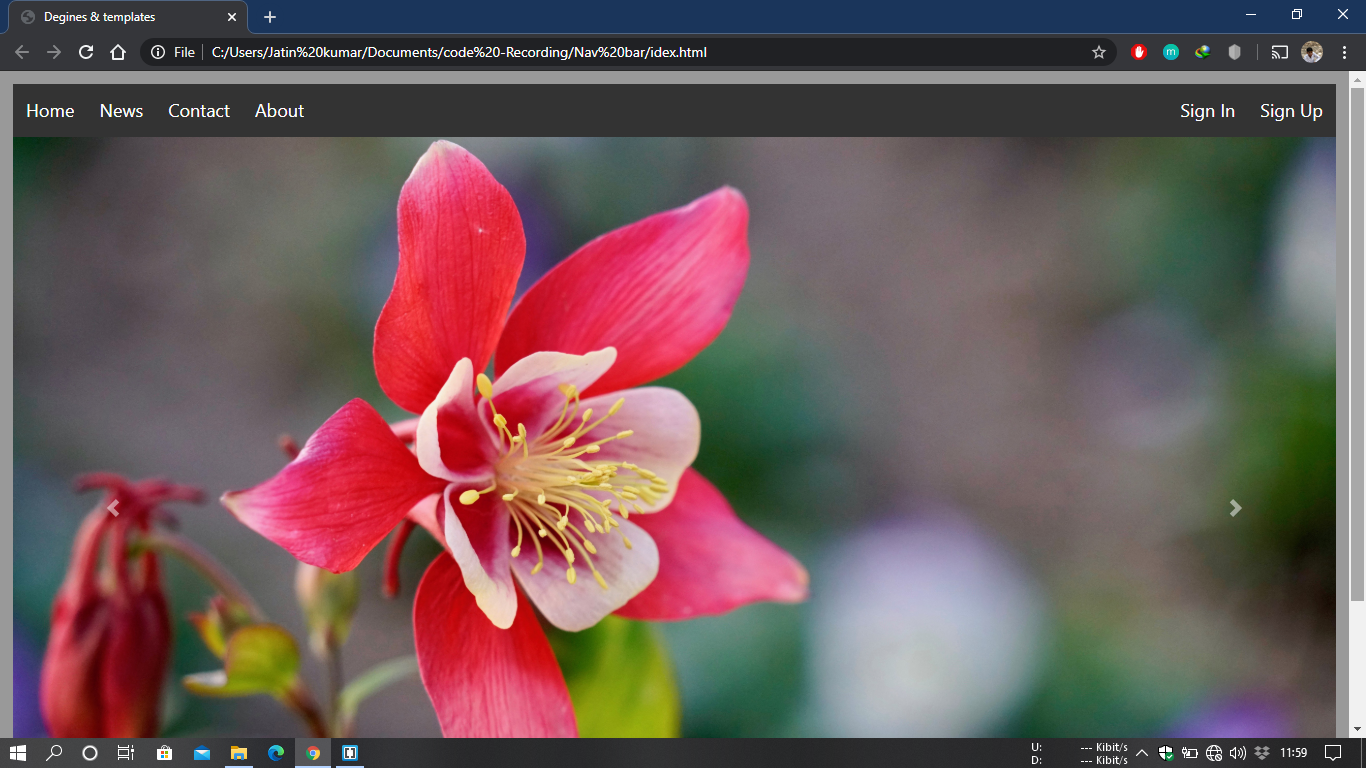 Degines & templates
File C:/Users/Jatin%20kumar/Documents/code%20-Recording/Nav%20bar/idex.html
m
Home News Contact About Sign In Sign Up
U: --- Kibit/s
D: --- Kibit/s
11:59